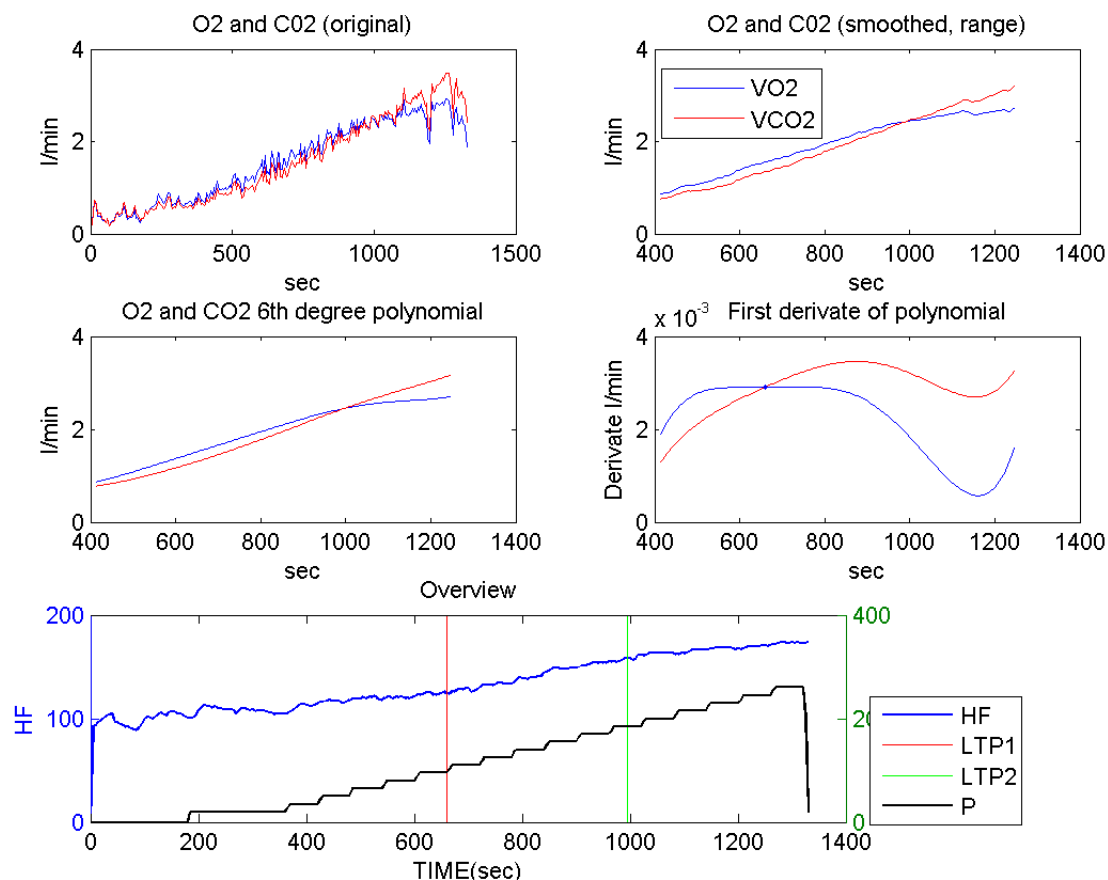 O2 and C02 (original)
4
2
0
l/min
0
500
1000
1500
sec
O2 and C02 (smoothed, range)
4
2
0
l/min
VO2
VCO2
400
600
800
1000
1200
1400
sec
O2 and CO2 6th degree polynomial
4
2
0
l/min
400
600
800
1000
1200
1400
sec
x 10-3
First derivate of polynomial
4
2
0
Derivate l/min
400
600
800
1000
1200
1400
sec
Overview
200
100
0
HF
400
200
0
0
200
400
600
800
1000
1200
1400
TIME(sec)
HF
LTP1
LTP2
P